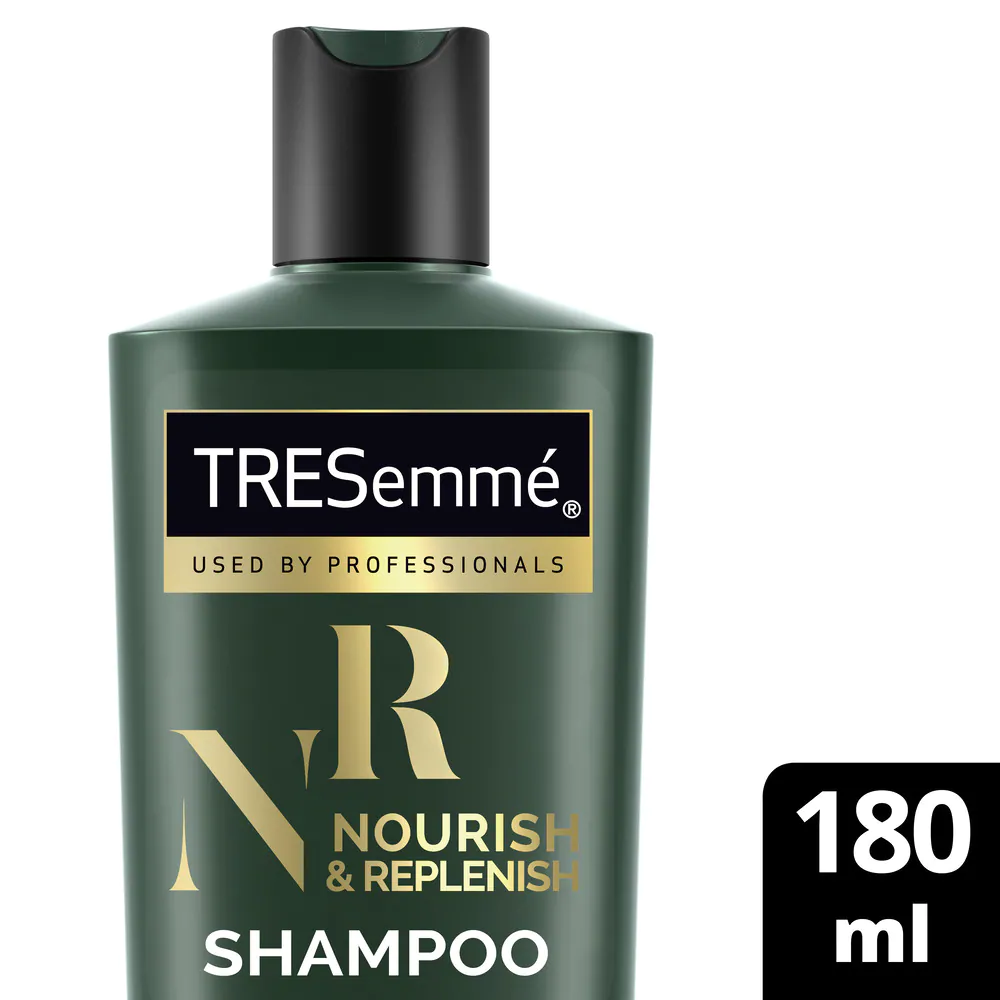 TRESemmé®
USED BY PROFESSIONALS
NR
NOURISH
& REPLENISH
SHAMPOO
180
ml